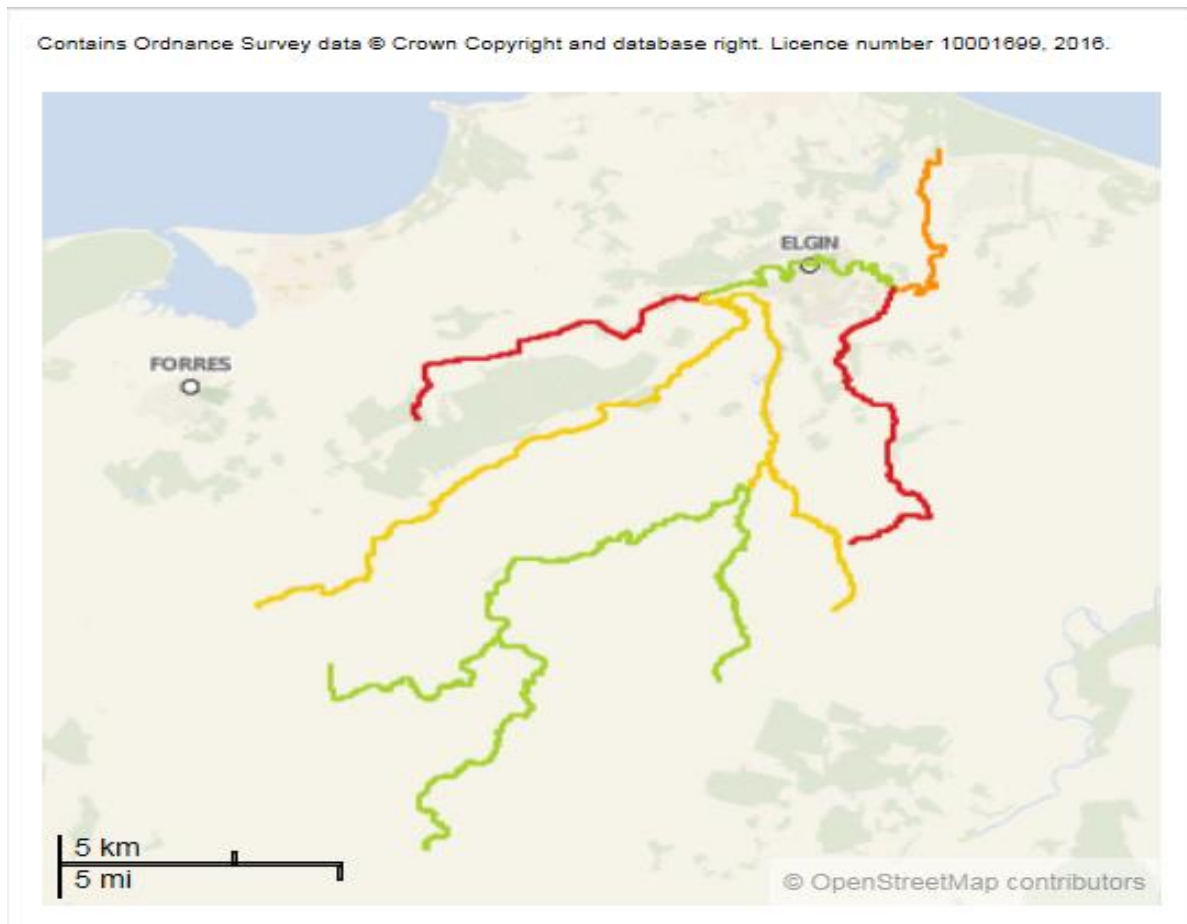 Contains Ordnance Survey data © Crown Copyright and database right. Licence number 10001699, 2016.
ELGIN
FORRES
5 km
5 mi
© OpenStreetMap contributors